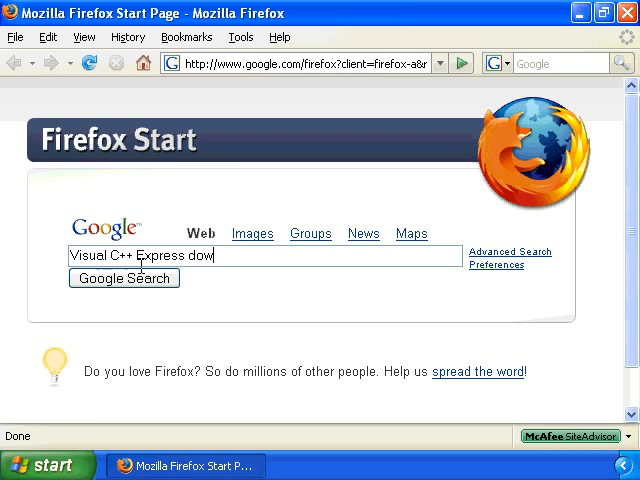 Mozilla Firefox Start Page - Mozilla Firefox
File Edit View History Bookmarks Tools Help
G http://www.google.com/firefox?client=firefox-a&r G Google
Firefox Start
Google™ Web Images Groups News Maps
Visual C++ Express dow
Advanced Search
Preferences
Google Search
Do you love Firefox? So do millions of other people. Help us spread the word!
Done McAfee SiteAdvisor
start Mozilla Firefox Start P...